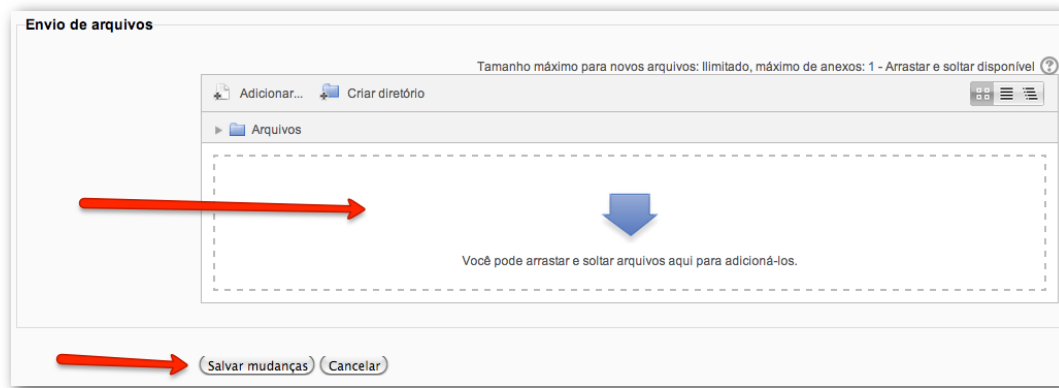 Envio de arquivos
Tamanho máximo para novos arquivos: Ilimitado, máximo de anexos: 1 - Arrastar e soltar disponível ?
Adicionar... Criar diretório
Arquivos
Você pode arrastar e soltar arquivos aqui para adicioná-los.
Salvar mudanças Cancelar